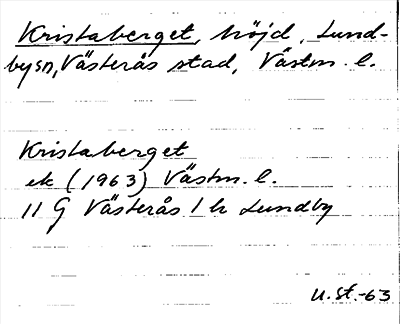 Kristaberget, höjd, Lund-
bysn, Västerås stad, Västm. l.
Kristaberget
ek (1963) Västm. l.
11 G Västerås 1 h Lundby
U.St.-63